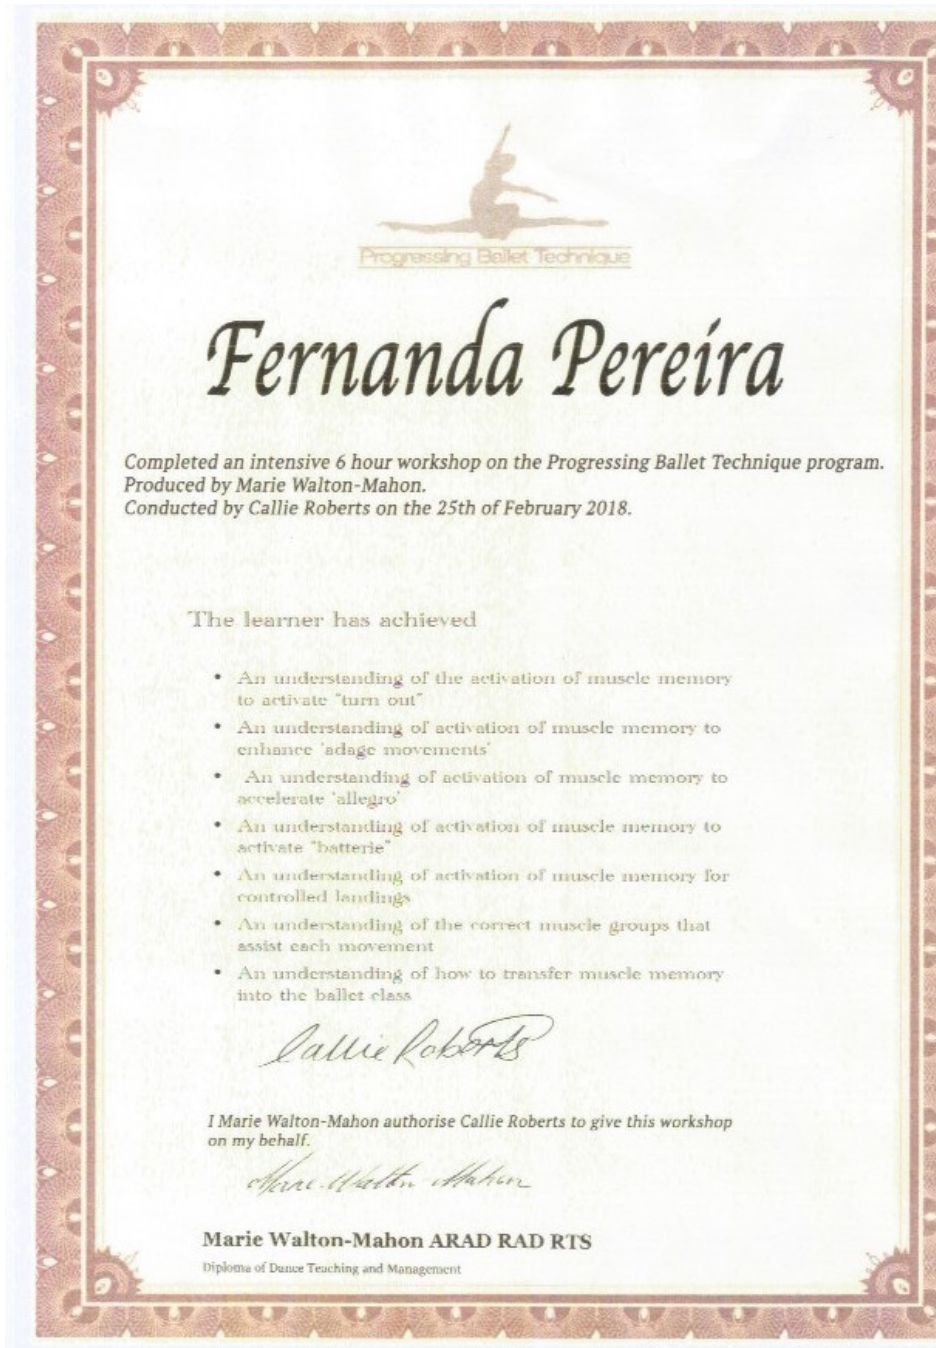 Progressing Ballet Technique
Fernanda Pereira
Completed an intensive 6 hour workshop on the Progressing Ballet Technique program.
Produced by Marie Walton-Mahon.
Conducted by Callie Roberts on the 25th of February 2018.
The learner has achieved
• An understanding of the activation of muscle memory
to activate "turn out"
• An understanding of activation of muscle memory to
enhance 'adage movements'
• An understanding of activation of muscle memory to
accelerate 'allegro'
• An understanding of activation of muscle memory to
activate "batterie"
• An understanding of activation of muscle memory for
controlled landings
• An understanding of the correct muscle groups that
assist each movement
• An understanding of how to transfer muscle memory
into the ballet class
Callie Roberts
I Marie Walton-Mahon authorise Callie Roberts to give this workshop
on my behalf.
Marie Walton-Mahon
Marie Walton-Mahon ARAD RAD RTS
Diploma of Dance Teaching and Management